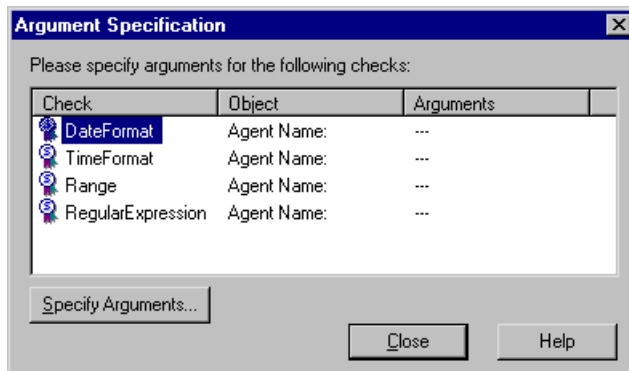 Argument Specification
Please specify arguments for the following checks:
Check Object Arguments
DateFormat Agent Name: ---
TimeFormat Agent Name: ---
Range Agent Name: ---
RegularExpression Agent Name: ---
Specify Arguments...
Close Help